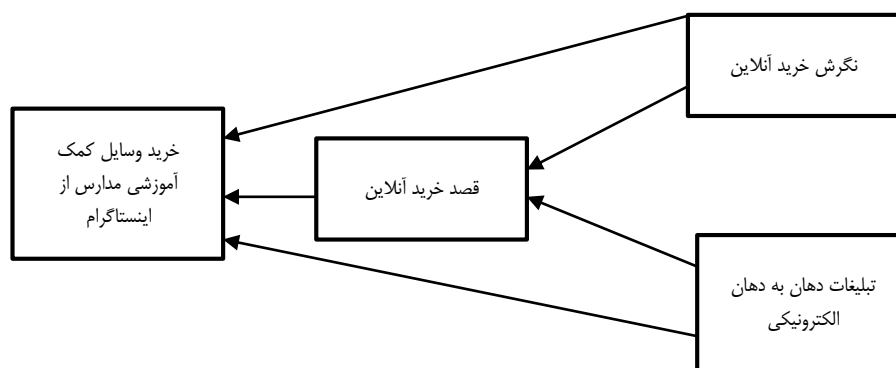 نگرش خرید آنلاین
خرید وسایل کمک
آموزشی مدارس از
اینستاگرام
قصد خرید آنلاین
تبلیغات دهان به دهان
الکترونیکی